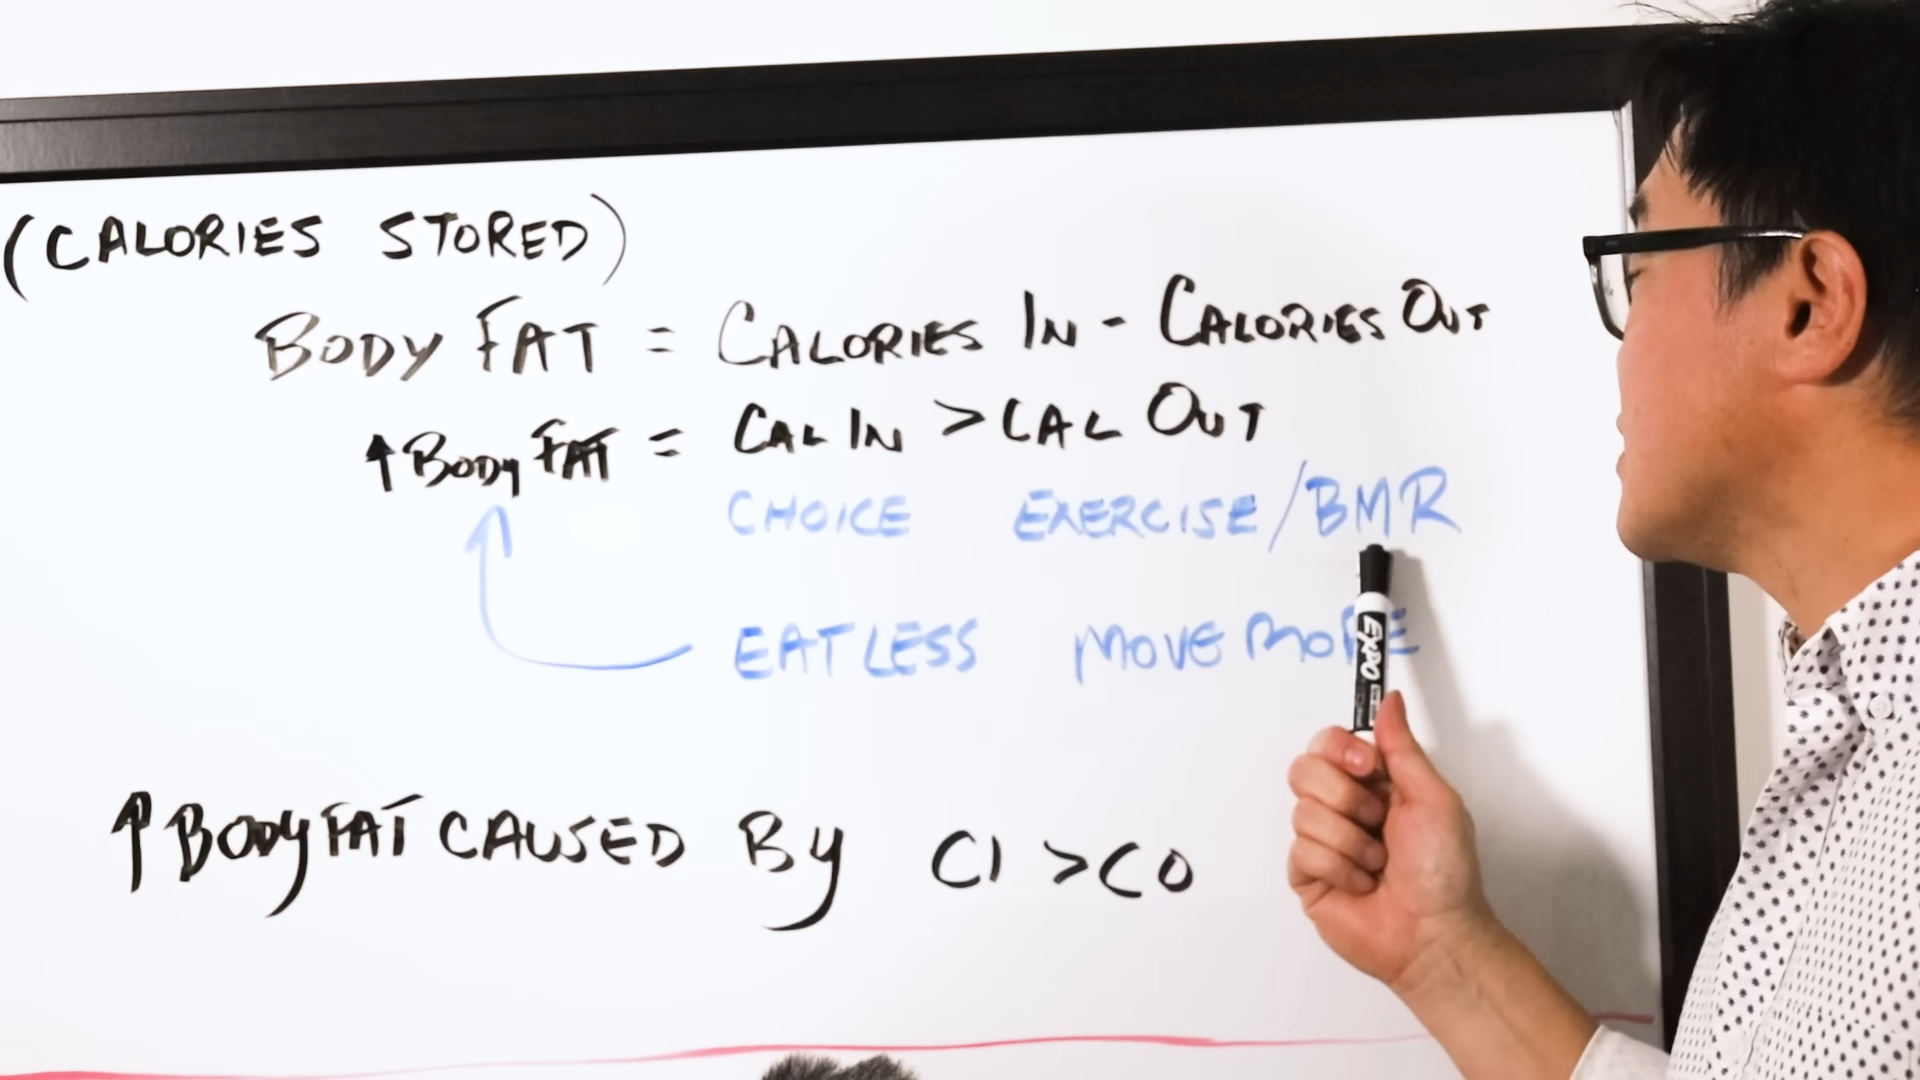 (CALORIES STORED)
BODY FAT = CALORIES IN - CALORIES OUT
↑ BODY FAT = CAL IN > CAL OUT
CHOICE EXERCISE/BMR
EAT LESS MOVE MORE
EXPO
↑ BODY FAT CAUSED BY CI > CO